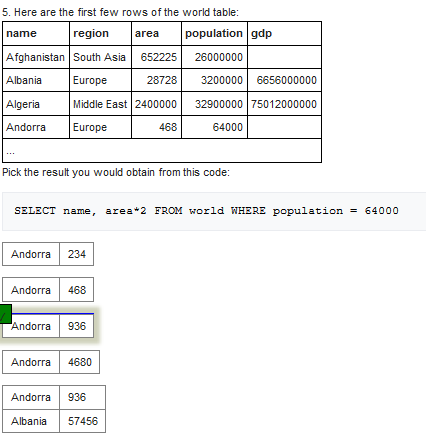 5. Here are the first few rows of the world table:
name region area population gdp
Afghanistan South Asia 652225 26000000
Albania Europe 28728 3200000 6656000000
Algeria Middle East 2400000 32900000 75012000000
Andorra Europe 468 64000
...
Pick the result you would obtain from this code:
SELECT name, area*2 FROM world WHERE population = 64000
Andorra 234
Andorra 468
Andorra 936
Andorra 4680
Andorra 936
Albania 57456